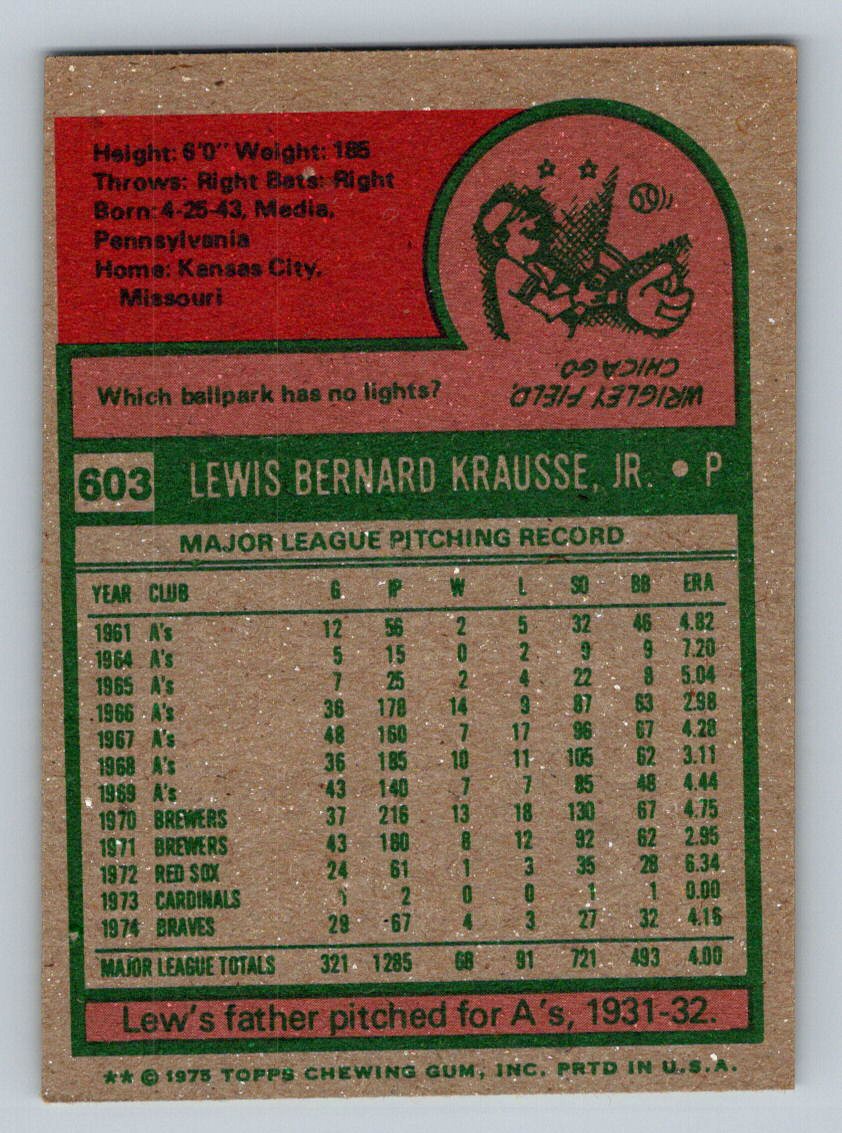 Height: 6'0" Weight: 185
Throws: Right Bats: Right
Born: 4-25-43, Media,
Pennsylvania
Home: Kansas City,
Missouri
Which ballpark has no lights?
WRIGLEY FIELD,
CHICAGO.
603 LEWIS BERNARD KRAUSSE, JR. • P
MAJOR LEAGUE PITCHING RECORD
YEAR CLUB G IP W L SO BB ERA
1961 A's 12 56 2 5 32 46 4.82
1964 A's 5 15 0 2 9 9 7.20
1965 A's 7 25 2 4 22 8 5.04
1966 A's 36 178 14 9 87 63 2.98
1967 A's 48 160 7 17 96 67 4.28
1968 A's 36 185 10 11 105 62 3.11
1969 A's 43 140 7 7 85 48 4.44
1970 BREWERS 37 216 13 18 130 67 4.75
1971 BREWERS 43 180 8 12 92 62 2.95
1972 RED SOX 24 61 1 3 35 28 6.34
1973 CARDINALS 1 2 0 0 1 1 0.00
1974 BRAVES 29 67 4 3 27 32 4.16
MAJOR LEAGUE TOTALS 321 1285 68 91 721 493 4.00
Lew's father pitched for A's, 1931-32.
** © 1975 TOPPS CHEWING GUM, INC. PRTD IN U.S.A.